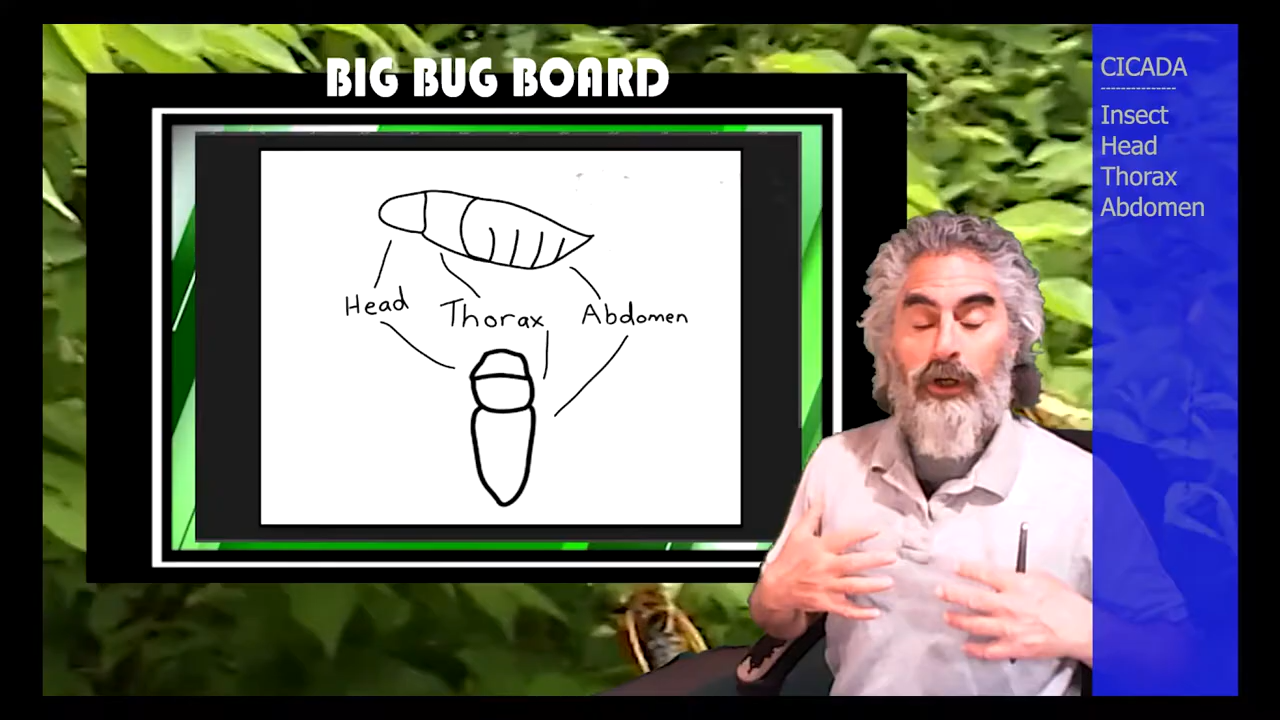 BIG BUG BOARD
Head Thorax Abdomen
CICADA
---------------
Insect
Head
Thorax
Abdomen